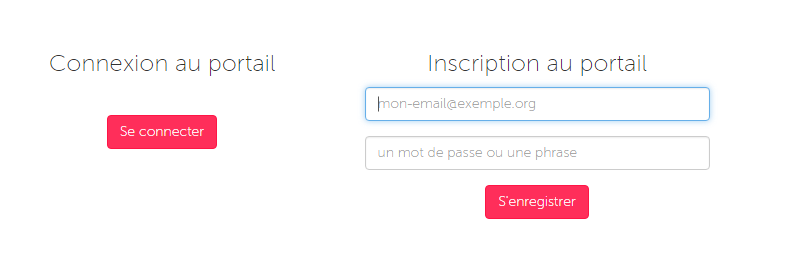 Connexion au portail
Se connecter
Inscription au portail
mon-email@exemple.org
un mot de passe ou une phrase
S'enregistrer